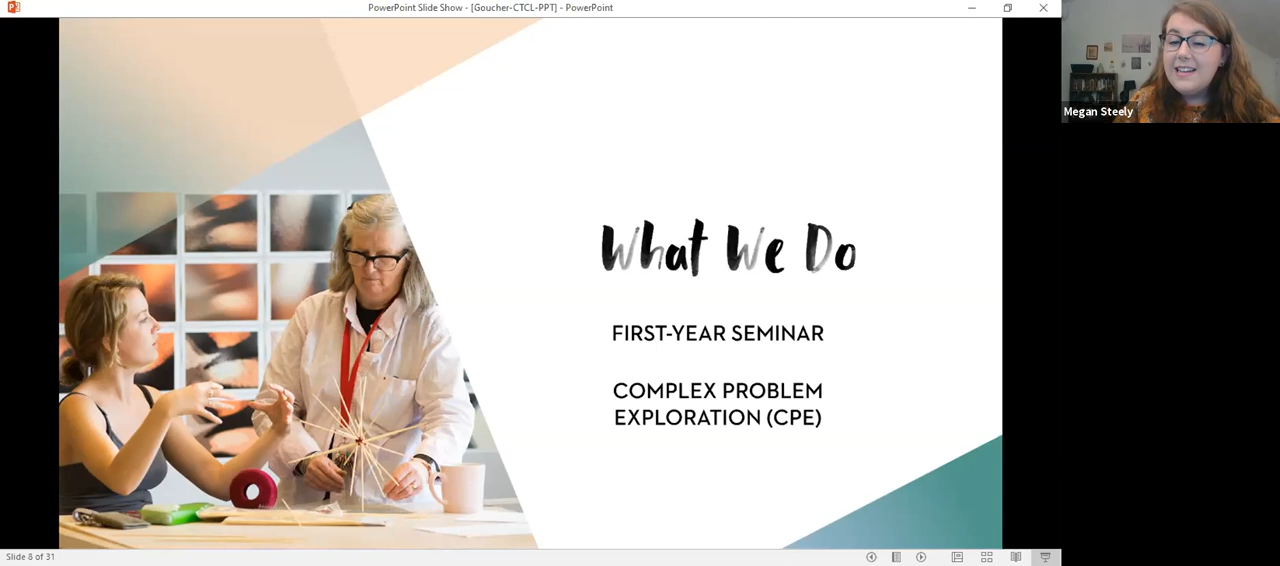 PowerPoint Slide Show - [Goucher-CTCL-PPT] - PowerPoint
Megan Steely
What We Do
FIRST-YEAR SEMINAR
COMPLEX PROBLEM
EXPLORATION (CPE)
Slide 8 of 31